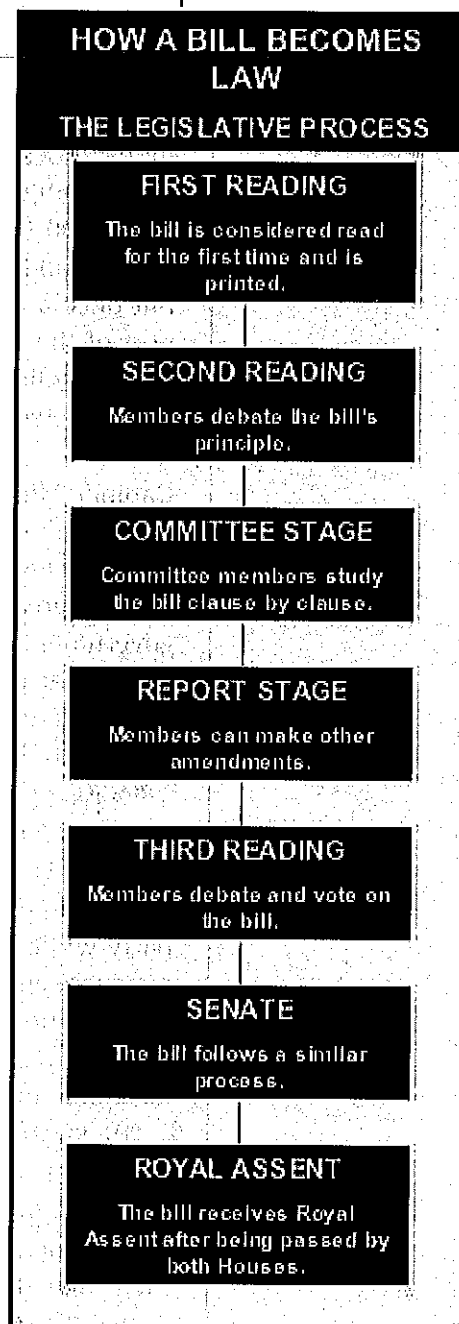 HOW A BILL BECOMES
LAW
THE LEGISLATIVE PROCESS
FIRST READING
The bill is considered read
for the first time and is
printed.
SECOND READING
Members debate the bill's
principle.
COMMITTEE STAGE
Committee members study
the bill clause by clause.
REPORT STAGE
Members can make other
amendments.
THIRD READING
Members debate and vote on
the bill.
SENATE
The bill follows a similar
process.
ROYAL ASSENT
The bill receives Royal
Assent after being passed by
both Houses.